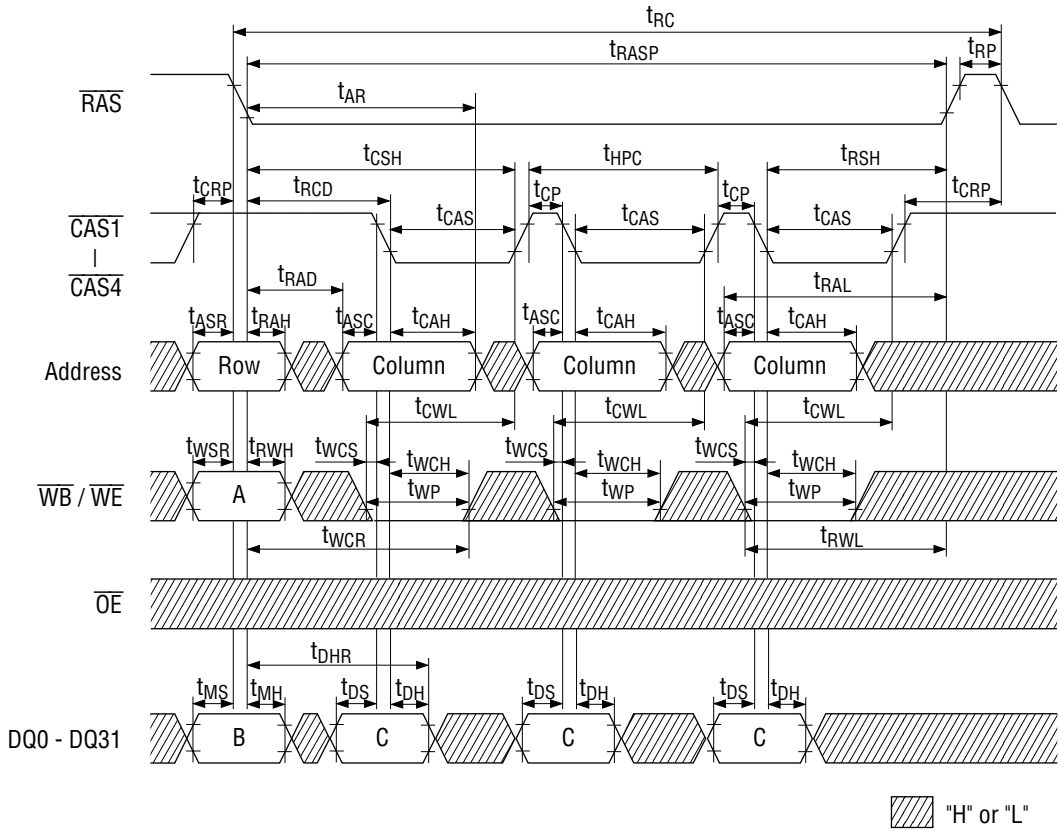 tRC
tRASP
tRP
RAS
tAR
tCSH
tHPC
tRSH
tCRP
tRCD
tCP
tCP
tCRP
CAS1
tCAS
tCAS
tCAS
CAS4
tRAD
tRAL
tASR
tRAH
tASC
tCAH
tASC
tCAH
tASC
tCAH
Address
Row
Column
Column
Column
tCWL
tCWL
tCWL
tWSR
tRWH
tWCS
tWCH
tWCS
tWCH
tWCS
tWCH
WB / WE
A
tWP
tWP
tWP
tWCR
tRWL
OE
tDHR
tMS
tMH
tDS
tDH
tDS
tDH
tDS
tDH
DQ0 - DQ31
B
C
C
C
"H" or "L"